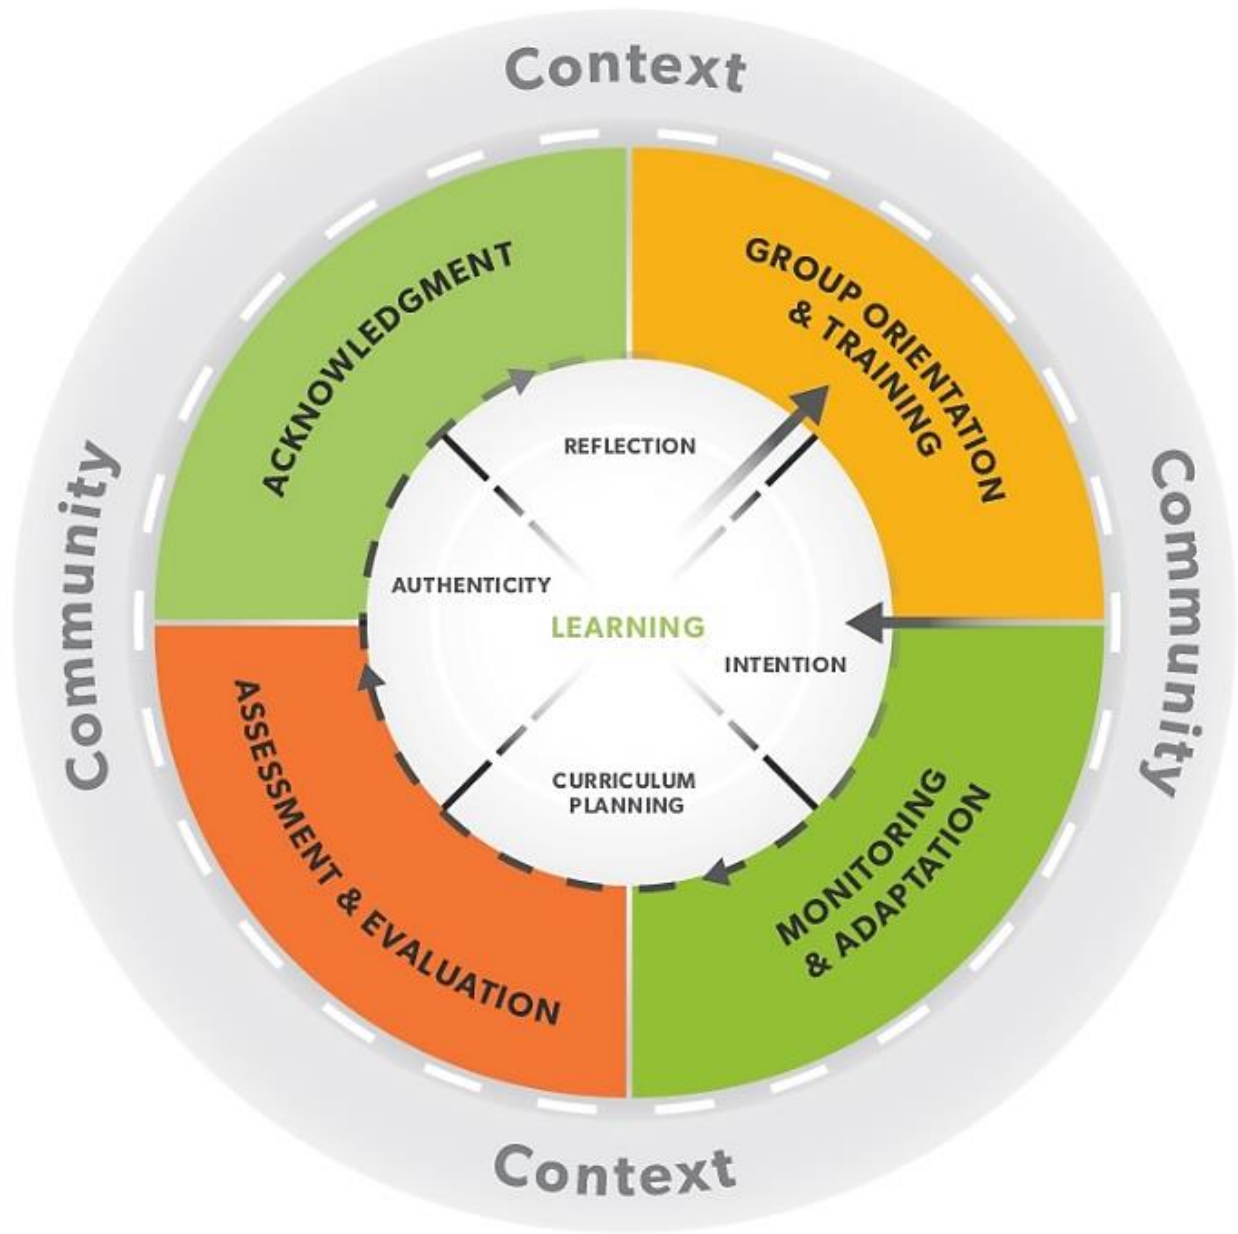 Context
ACKNOWLEDGMENT
GROUP ORIENTATION
& TRAINING
REFLECTION
Community
AUTHENTICITY
LEARNING
INTENTION
Community
CURRICULUM
PLANNING
ASSESSMENT & EVALUATION
MONITORING
& ADAPTATION
Context